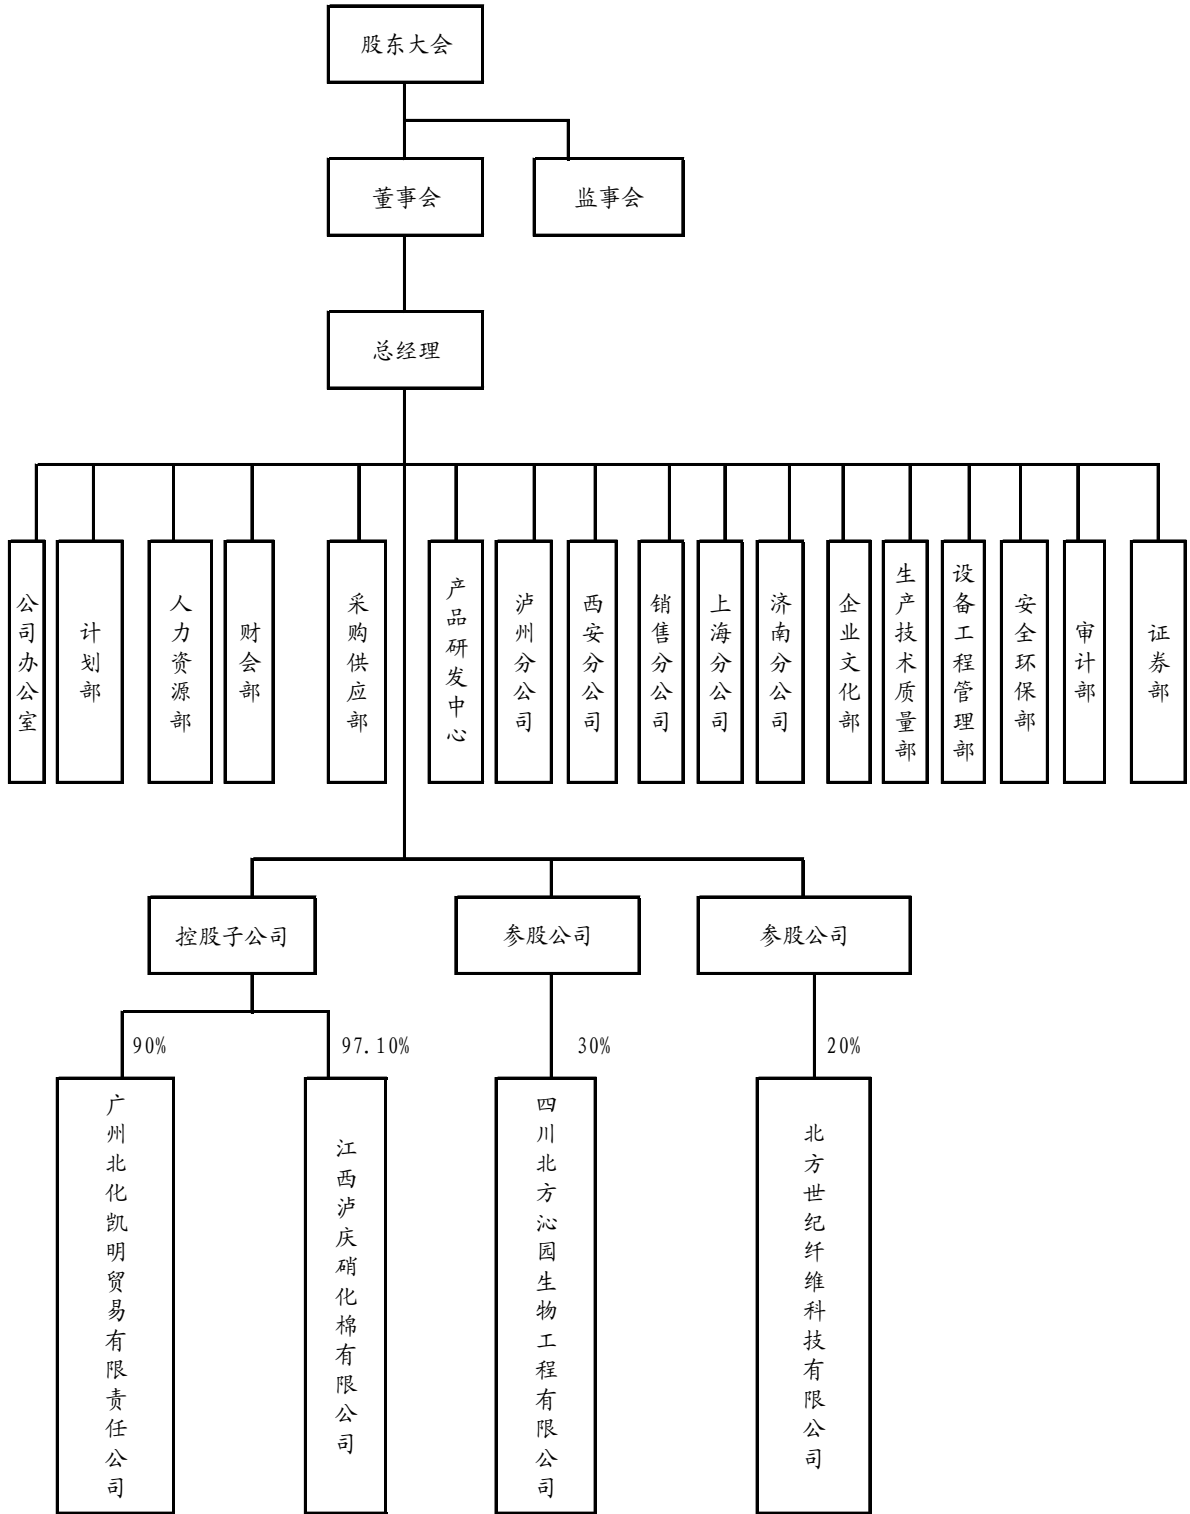 股东大会
董事会
监事会
总经理
公司办公室
计划部
人力资源部
财会部
采购供应部
产品研发中心
泸州分公司
西安分公司
销售分公司
上海分公司
济南分公司
企业文化部
生产技术质量部
设备工程管理部
安全环保部
审计部
证券部
控股子公司
参股公司
参股公司
90%
97.10%
30%
20%
广州北化凯明贸易有限责任公司
江西泸庆硝化棉有限公司
四川北方沁园生物工程有限公司
北方世纪纤维科技有限公司